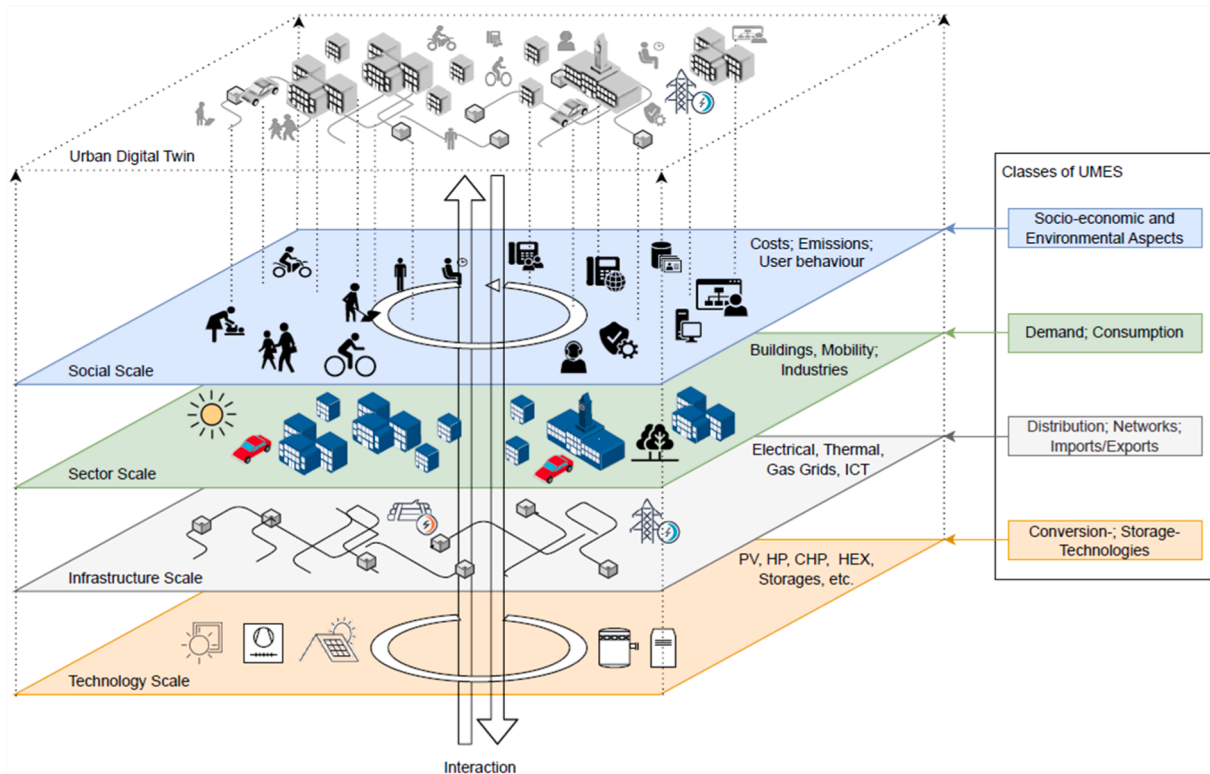 Urban Digital Twin
Classes of UMES
Socio-economic and
Environmental Aspects
Costs; Emissions;
User behaviour
Social Scale
Demand; Consumption
Buildings, Mobility;
Industries
Sector Scale
Distribution; Networks;
Imports/Exports
Electrical, Thermal,
Gas Grids, ICT
Infrastructure Scale
Conversion-; Storage-
Technologies
PV, HP, CHP, HEX,
Storages, etc.
Technology Scale
Interaction